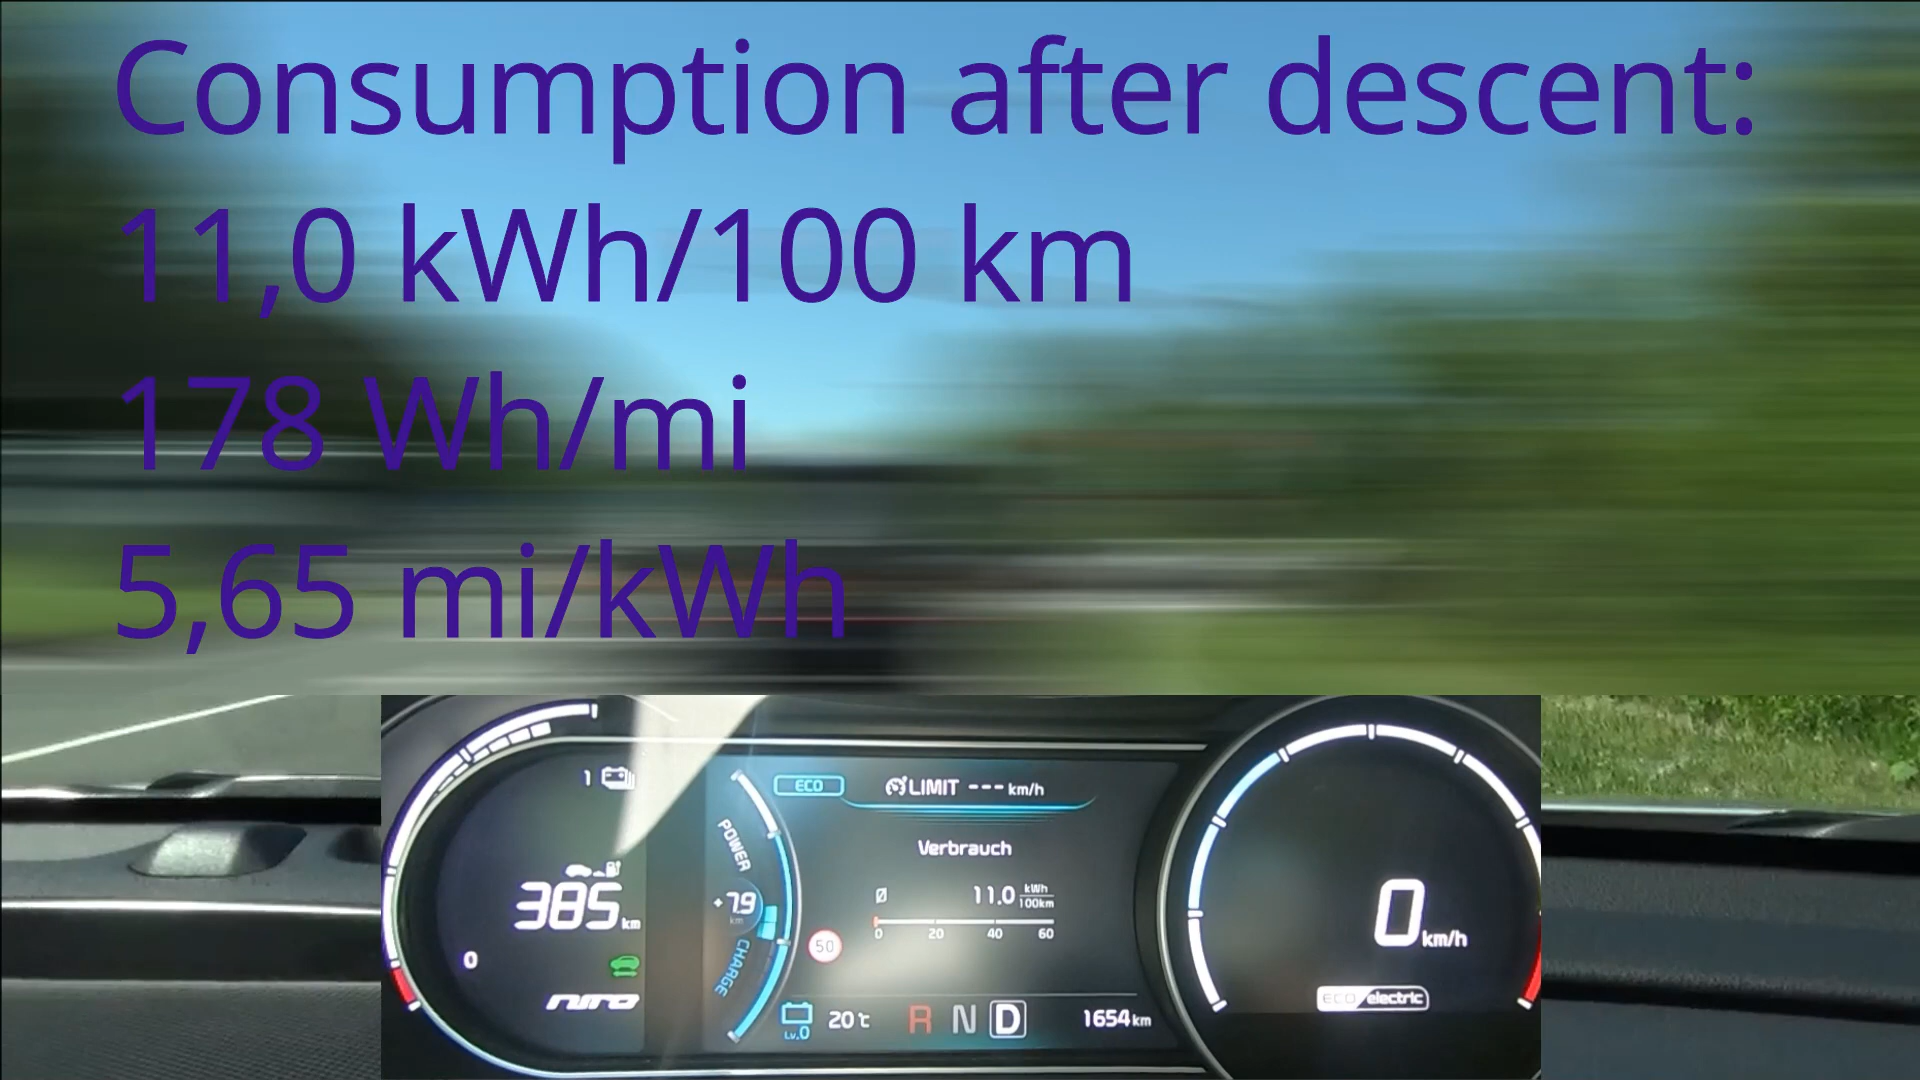 Consumption after descent:
11,0 kWh/100 km
178 Wh/mi
5,65 mi/kWh
1
ECO
LIMIT --- km/h
POWER
Verbrauch
385 km
+79 km
Ø 11.0 kWh/100km
0 20 40 60
50
0
CHARGE
0 km/h
niro
ECO electric
Lv.0
20℃
R N D
1654 km